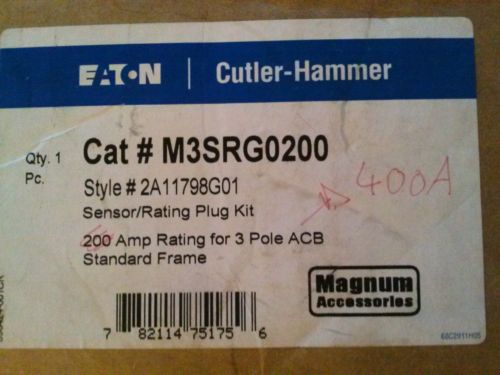 EATON Cutler-Hammer
Qty. 1 Pc.
Cat # M3SRG0200
Style # 2A11798G01
Sensor/Rating Plug Kit
400A
200 Amp Rating for 3 Pole ACB
Standard Frame
Magnum
Accessories
7 82114 75175 6